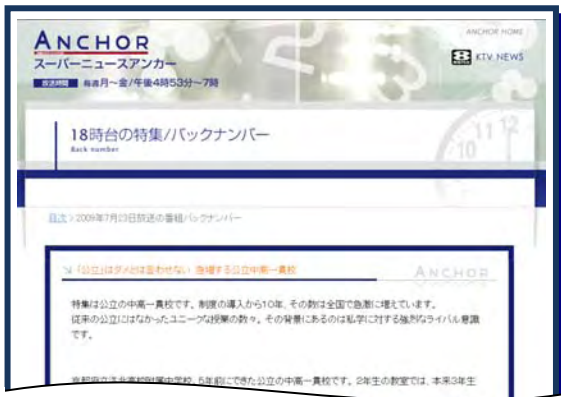 ANCHOR
スーパーニュースアンカー
放送時間 毎週月～金/午後4時53分～7時
ANCHOR HOME
KTV NEWS
18時台の特集/バックナンバー
Back number
11 12
10
目次 > 2009年7月23日放送の番組バックナンバー
「公立」はダメとは言わせない 急増する公立中高一貫校
ANCHOR
特集は公立の中高一貫校です。制度の導入から10年、その数は全国で急激に増えています。
従来の公立にはなかったユニークな授業の数々。その背景にあるのは私学に対する強烈なライバル意識
です。
京都府立洛北高校附属中学校。5年前にできた公立の中高一貫校です。2年生の教室では、本来3年生